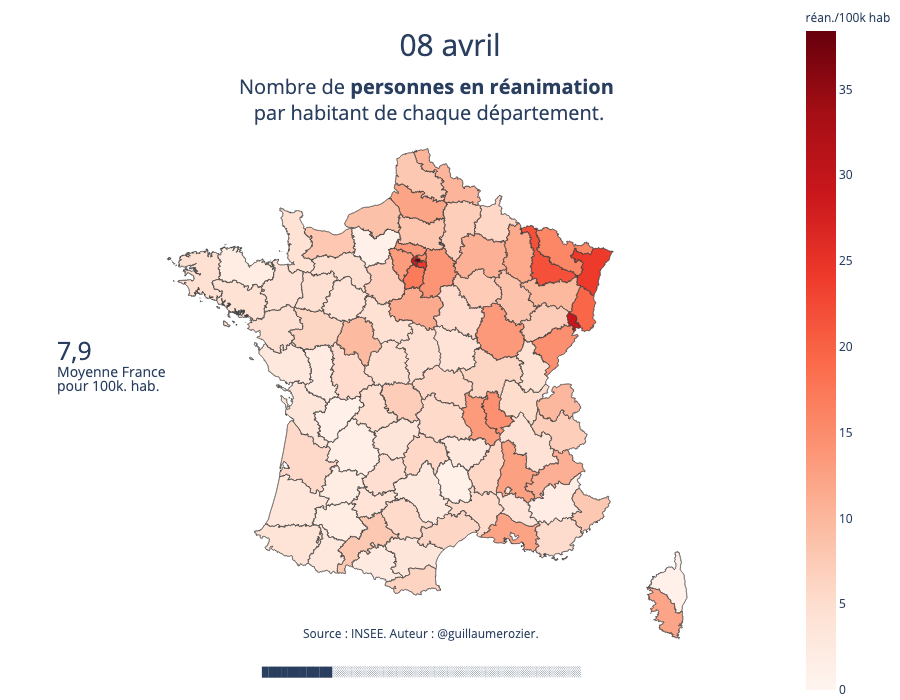 08 avril
Nombre de personnes en réanimation
par habitant de chaque département.
réan./100k hab
35
30
25
20
15
10
5
0
7,9
Moyenne France
pour 100k. hab.
Source : INSEE. Auteur : @guillaumerozier.